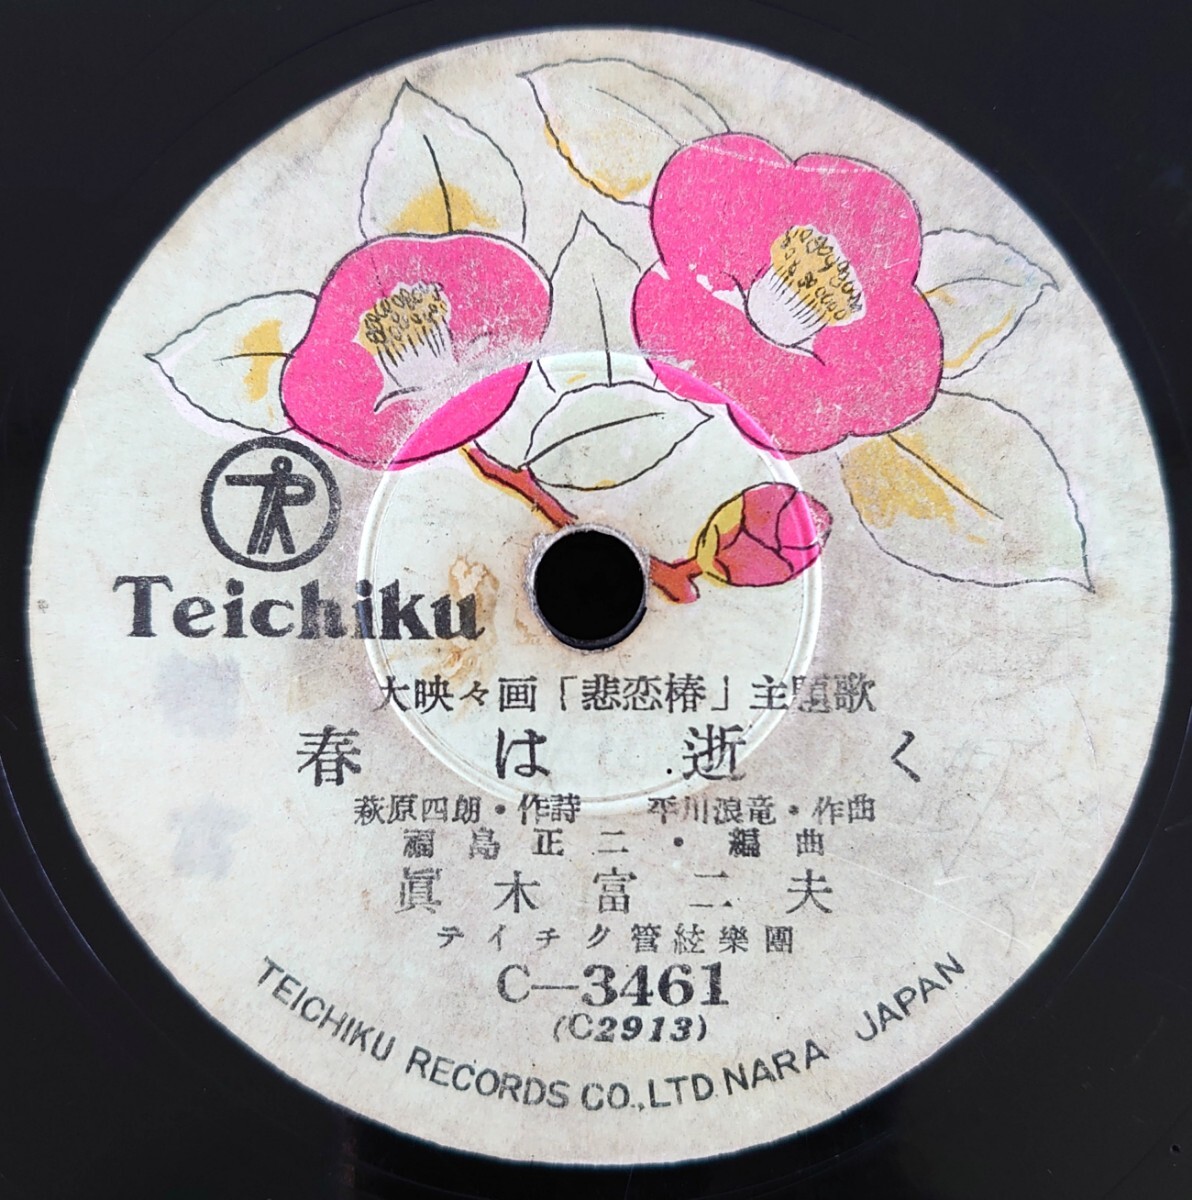 Teichiku
大映々画「悲恋椿」主題歌
春は逝く
萩原四朗・作詩 平川浪竜・作曲
福島正二・編曲
眞木富二夫
テイチク管絃樂團
C—3461
(C2913)
TEICHIKU RECORDS CO., LTD. NARA JAPAN